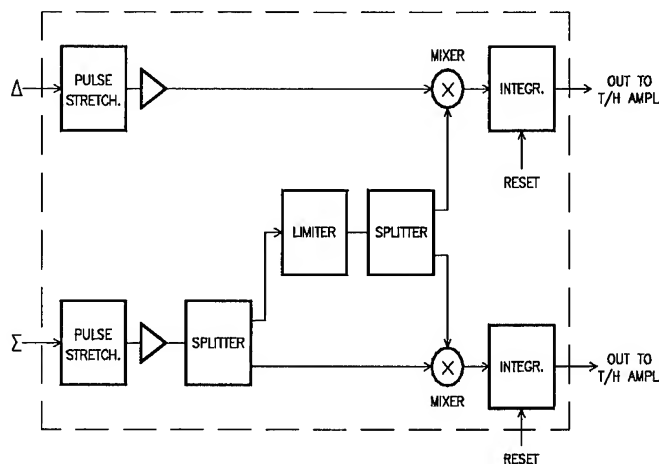 MIXER
Δ
PULSE
STRETCH.
X
INTEGR.
OUT TO
T/H AMPL
RESET
LIMITER
SPLITTER
Σ
PULSE
STRETCH.
SPLITTER
X
MIXER
INTEGR.
OUT TO
T/H AMPL
RESET